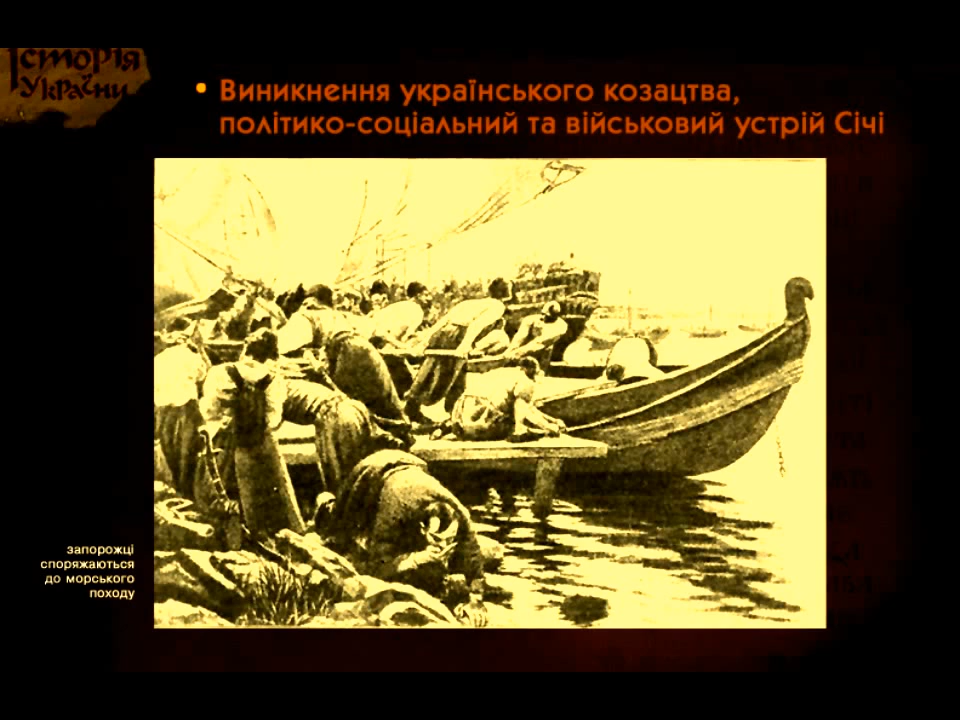 Історія
України
• Виникнення українського козацтва,
політико-соціальний та військовий устрій Січі
запорожці
споряжаються
до морського
походу